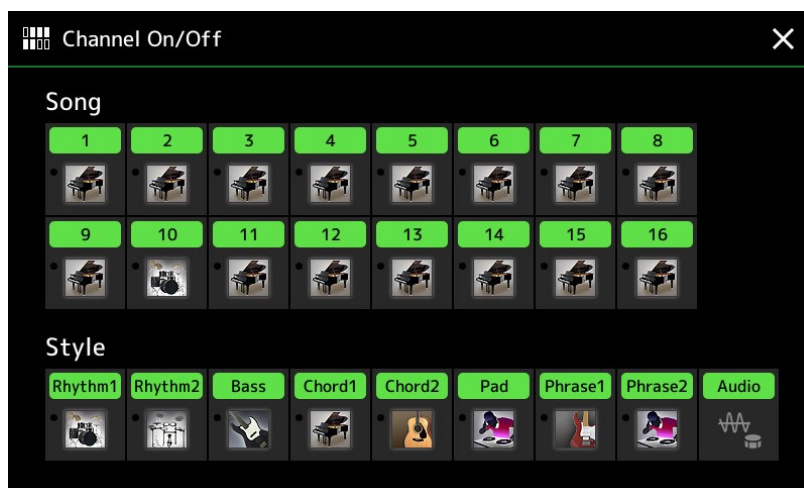 Channel On/Off
Song
1 2 3 4 5 6 7 8
9 10 11 12 13 14 15 16
Style
Rhythm1 Rhythm2 Bass Chord1 Chord2 Pad Phrase1 Phrase2 Audio